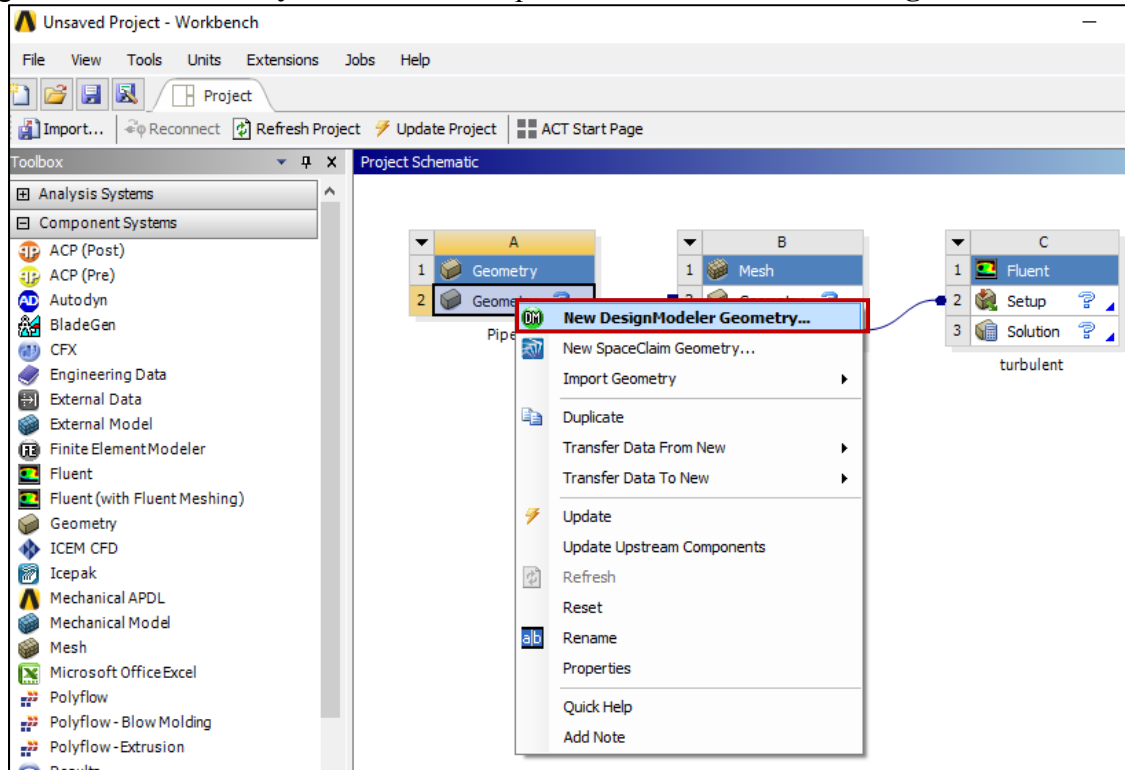 Unsaved Project - Workbench
File View Tools Units Extensions Jobs Help
Project
Import... Reconnect Refresh Project Update Project ACT Start Page
Toolbox
Project Schematic
Analysis Systems
Component Systems
ACP (Post)
ACP (Pre)
Autodyn
BladeGen
CFX
Engineering Data
External Data
External Model
Finite Element Modeler
Fluent
Fluent (with Fluent Meshing)
Geometry
ICEM CFD
Icepak
Mechanical APDL
Mechanical Model
Mesh
Microsoft Office Excel
Polyflow
Polyflow - Blow Molding
Polyflow - Extrusion
A
1 Geometry
2
B
1 Mesh
C
1 Fluent
2 Setup
3 Solution
turbulent
New DesignModeler Geometry...
New SpaceClaim Geometry...
Import Geometry
Duplicate
Transfer Data From New
Transfer Data To New
Update
Update Upstream Components
Refresh
Reset
Rename
Properties
Quick Help
Add Note